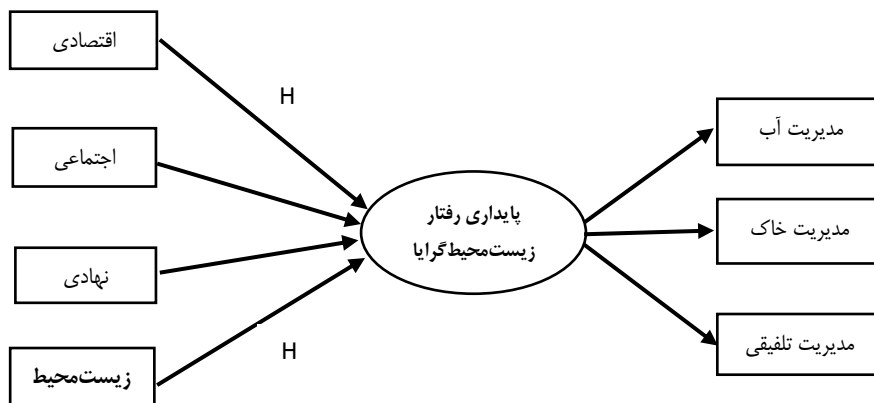 اقتصادی
H
اجتماعی
نهادی
H
زیست‌محیط
پایداری رفتار
زیست‌محیط‌گرایا
مدیریت آب
مدیریت خاک
مدیریت تلفیقی